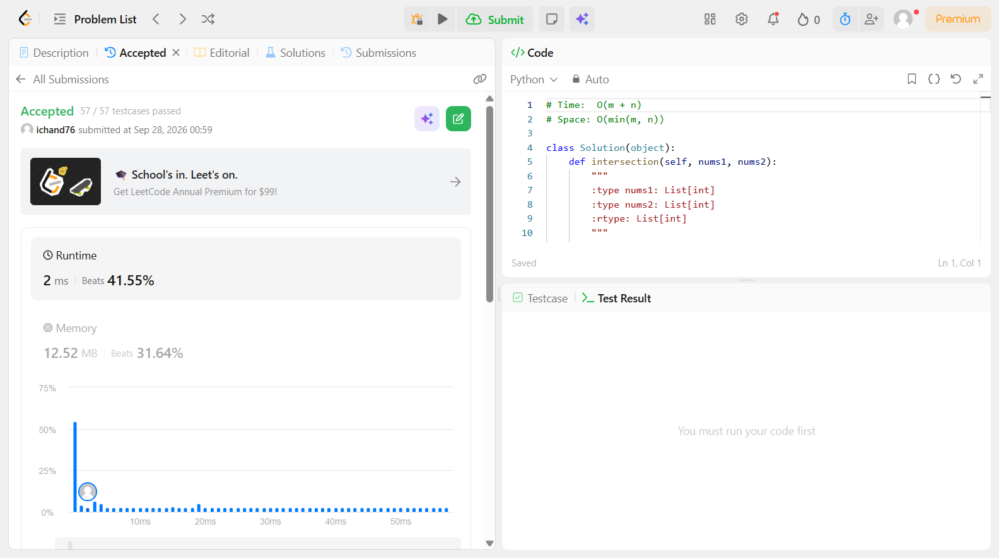 Problem List
Submit
0
Premium
Description
Accepted
Editorial
Solutions
Submissions
All Submissions
Accepted 57 / 57 testcases passed
ichand76 submitted at Sep 28, 2026 00:59
🎓 School's in. Leet's on.
Get LeetCode Annual Premium for $99!
Runtime
2 ms Beats 41.55%
Memory
12.52 MB Beats 31.64%
75%
50%
25%
0%
10ms 20ms 30ms 40ms 50ms
</> Code
Python Auto
1 # Time:  O(m + n)
2 # Space: O(min(m, n))
3
4 class Solution(object):
5     def intersection(self, nums1, nums2):
6         """
7         :type nums1: List[int]
8         :type nums2: List[int]
9         :rtype: List[int]
10         """
Saved Ln 1, Col 1
Testcase
Test Result
You must run your code first